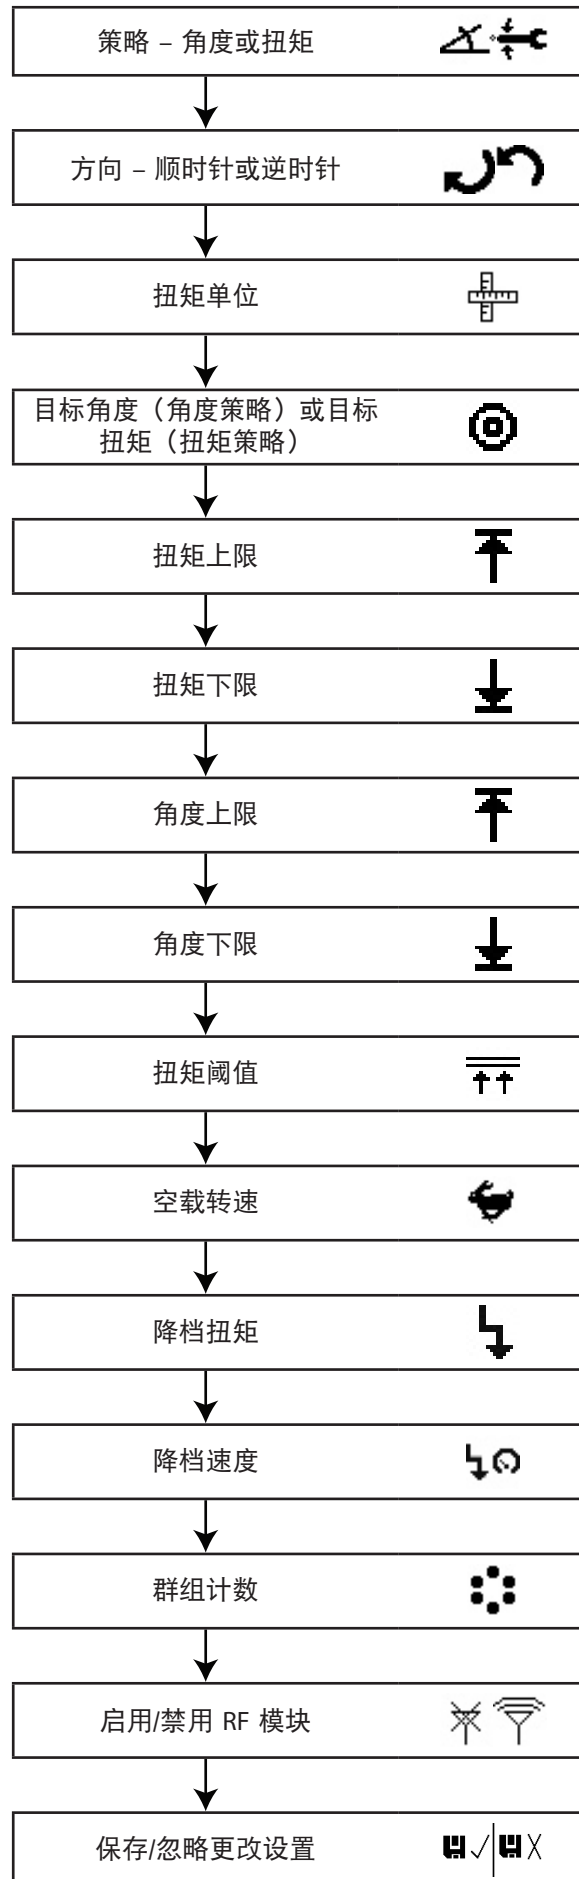 策略 – 角度或扭矩
方向 – 顺时针或逆时针
扭矩单位
目标角度（角度策略）或目标
扭矩（扭矩策略）
扭矩上限
扭矩下限
角度上限
角度下限
扭矩阈值
空载转速
降档扭矩
降档速度
群组计数
启用/禁用 RF 模块
保存/忽略更改设置